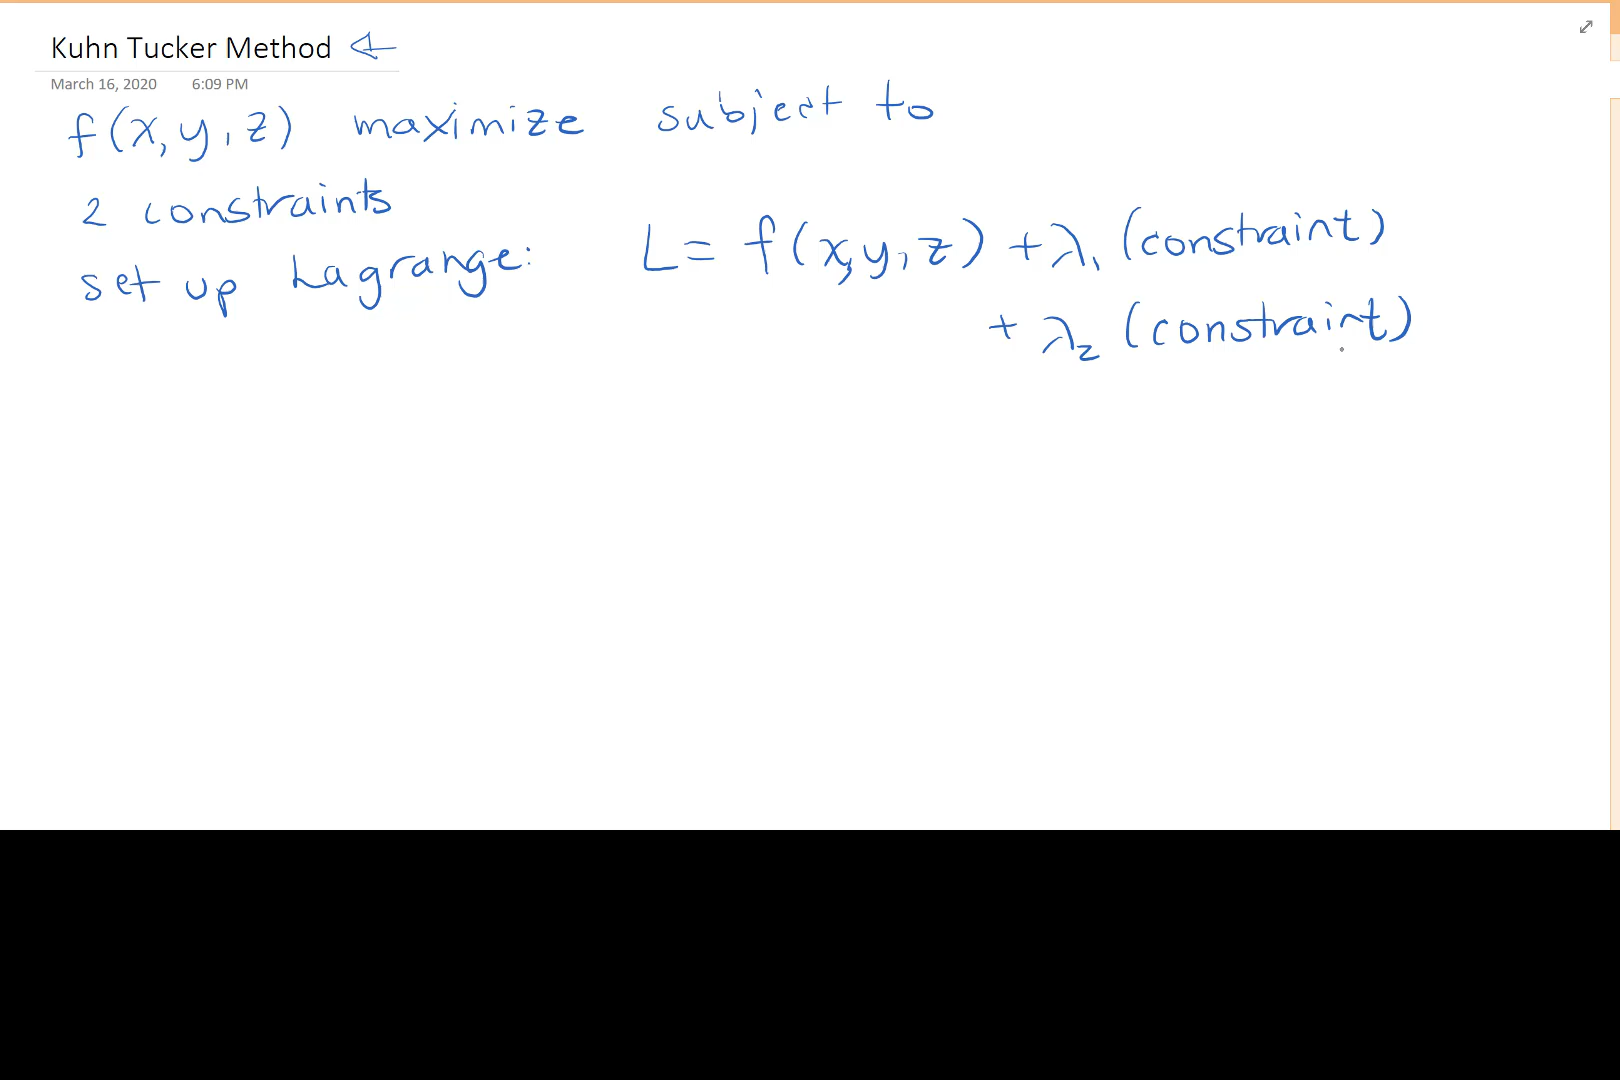 Kuhn Tucker Method
March 16, 2020 6:09 PM
f(x, y, z) maximize subject to
2 constraints
set up Lagrange: L = f(x, y, z) + λ₁ (constraint)
+ λ₂ (constraint)